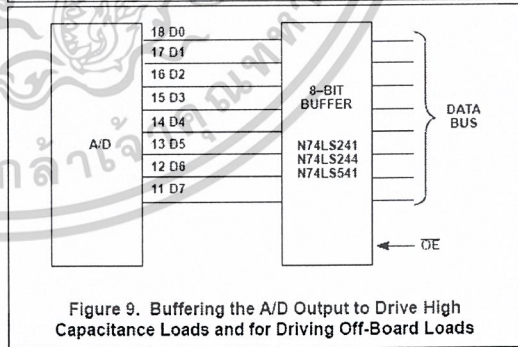 18 D0
17 D1
16 D2
15 D3
14 D4
13 D5
12 D6
11 D7
A/D
8–BIT
BUFFER
N74LS241
N74LS244
N74LS541
DATA
BUS
OE
Figure 9. Buffering the A/D Output to Drive High
Capacitance Loads and for Driving Off-Board Loads